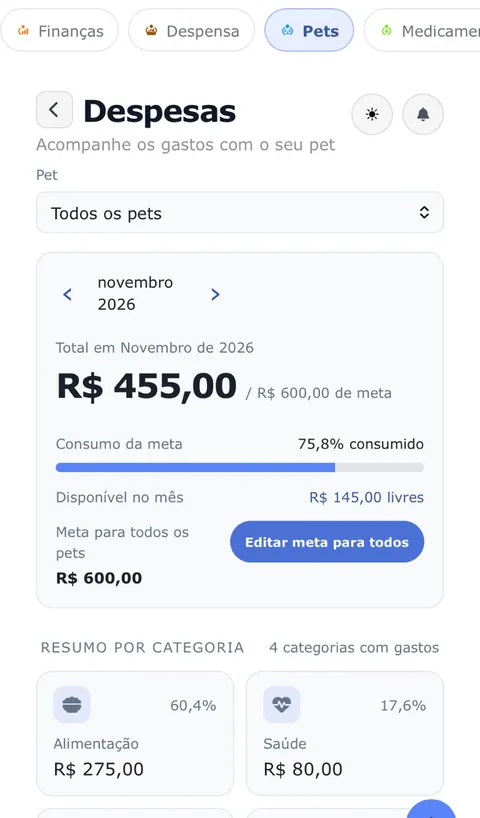 Finanças
Despensa
Pets
Despesas
Acompanhe os gastos com o seu pet
Pet
Todos os pets
novembro
2026
Total em Novembro de 2026
R$ 455,00 / R$ 600,00 de meta
Consumo da meta 75,8% consumido
Disponível no mês R$ 145,00 livres
Meta para todos os
pets
R$ 600,00
Editar meta para todos
RESUMO POR CATEGORIA 4 categorias com gastos
60,4%
Alimentação
R$ 275,00
17,6%
Saúde
R$ 80,00